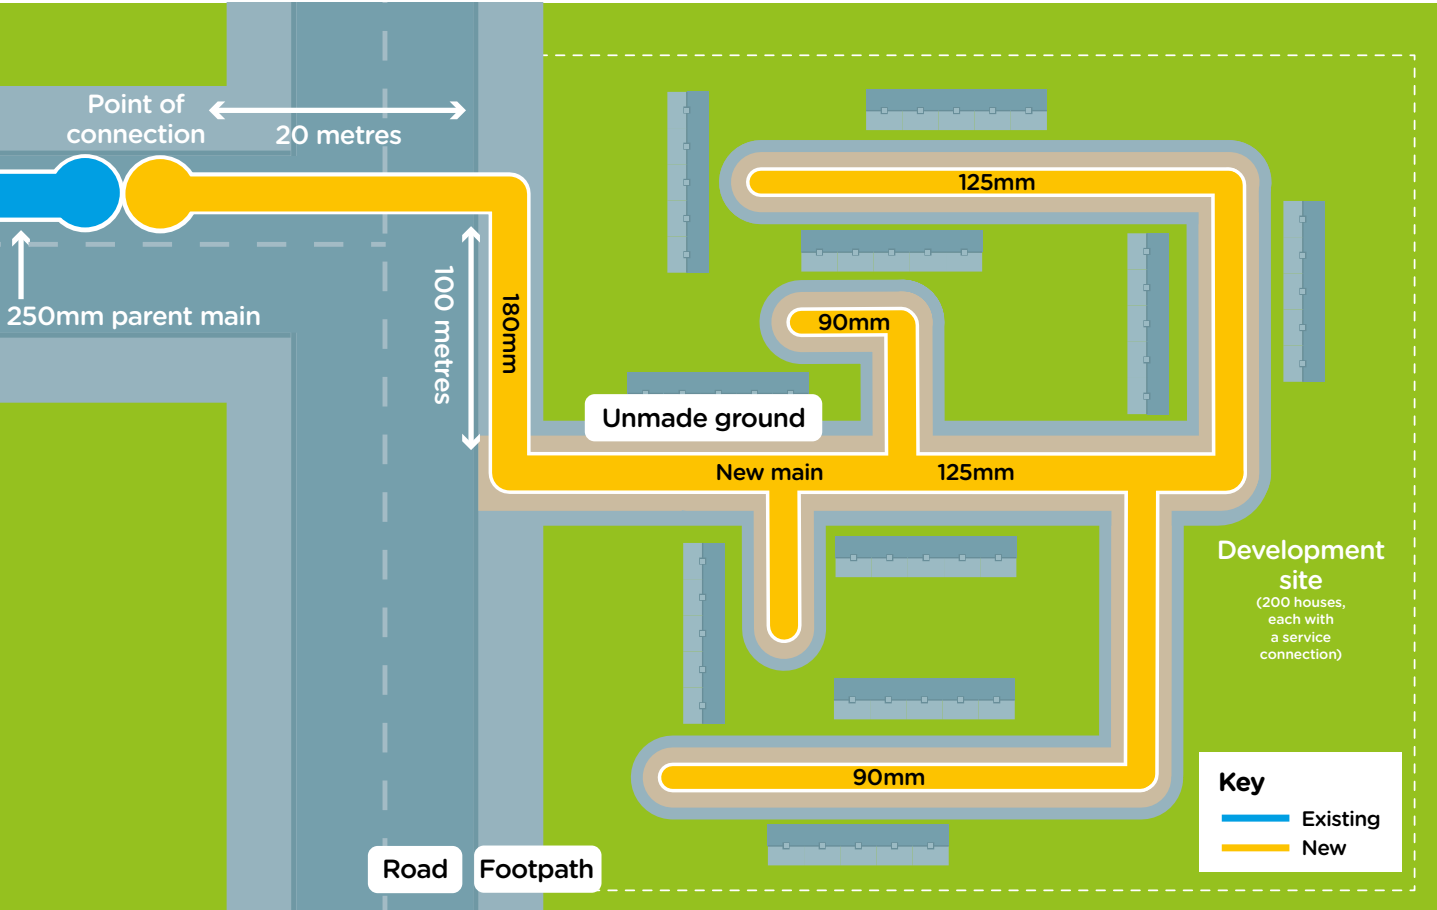 Point of
connection
20 metres
250mm parent main
100 metres
180mm
125mm
90mm
Unmade ground
New main
125mm
90mm
Development
site
(200 houses,
each with
a service
connection)
Road
Footpath
Key
Existing
New